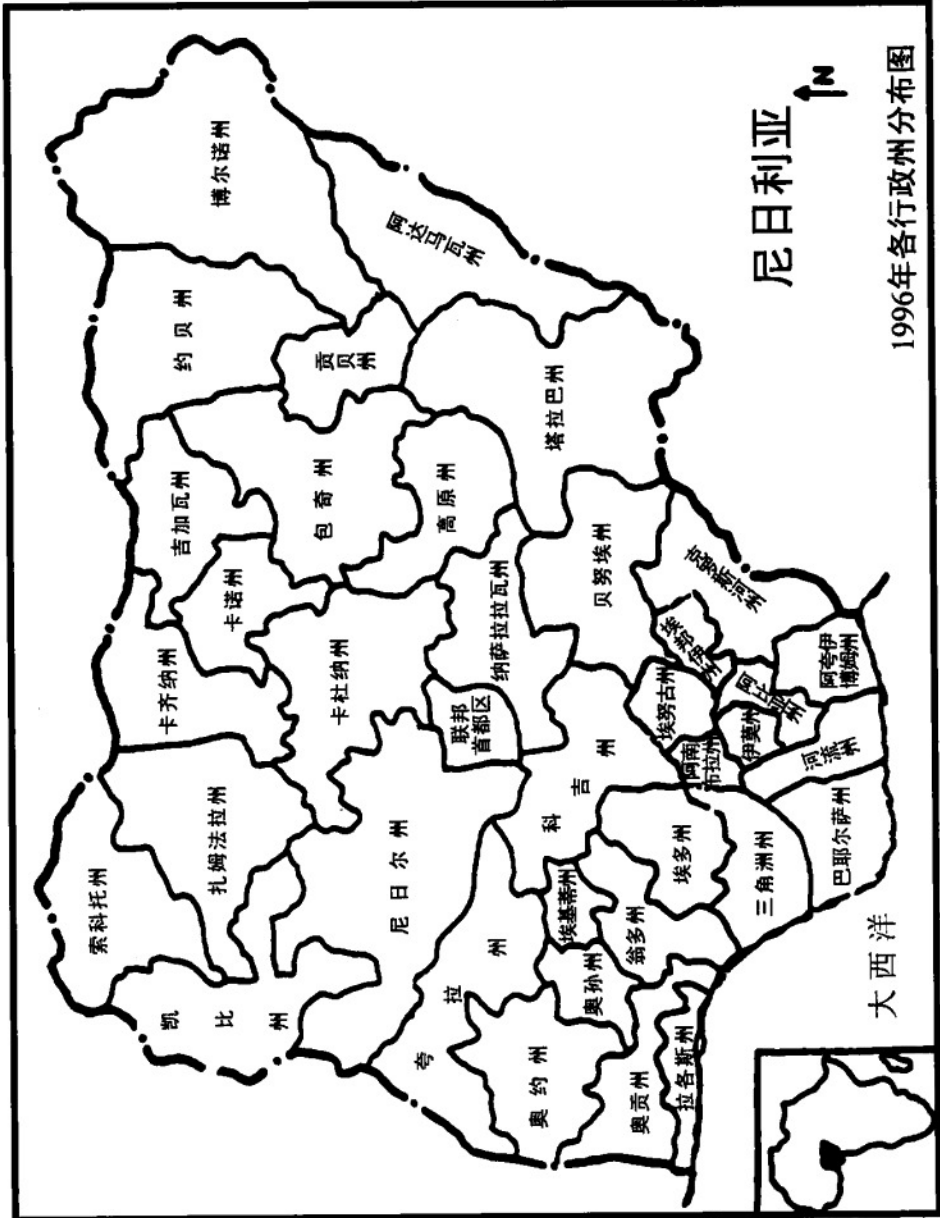 索科托州
凯比州
扎姆法拉州
卡齐纳州
吉加瓦州
卡诺州
约贝州
博尔诺州
尼日尔州
卡杜纳州
包奇州
贡贝州
阿达马瓦州
高原州
联邦
首都区
纳萨拉拉瓦州
塔拉巴州
夸拉州
科吉州
贝努埃州
奥约州
奥孙州
埃基蒂州
翁多州
埃多州
奥贡州
拉各斯州
埃努古州
埃邦伊州
克罗斯河州
阿南
布拉州
伊莫州
阿比亚州
三角洲州
巴耶尔萨州
河流州
阿夸伊
博姆州
大西洋
尼日利亚
N
1996年各行政州分布图